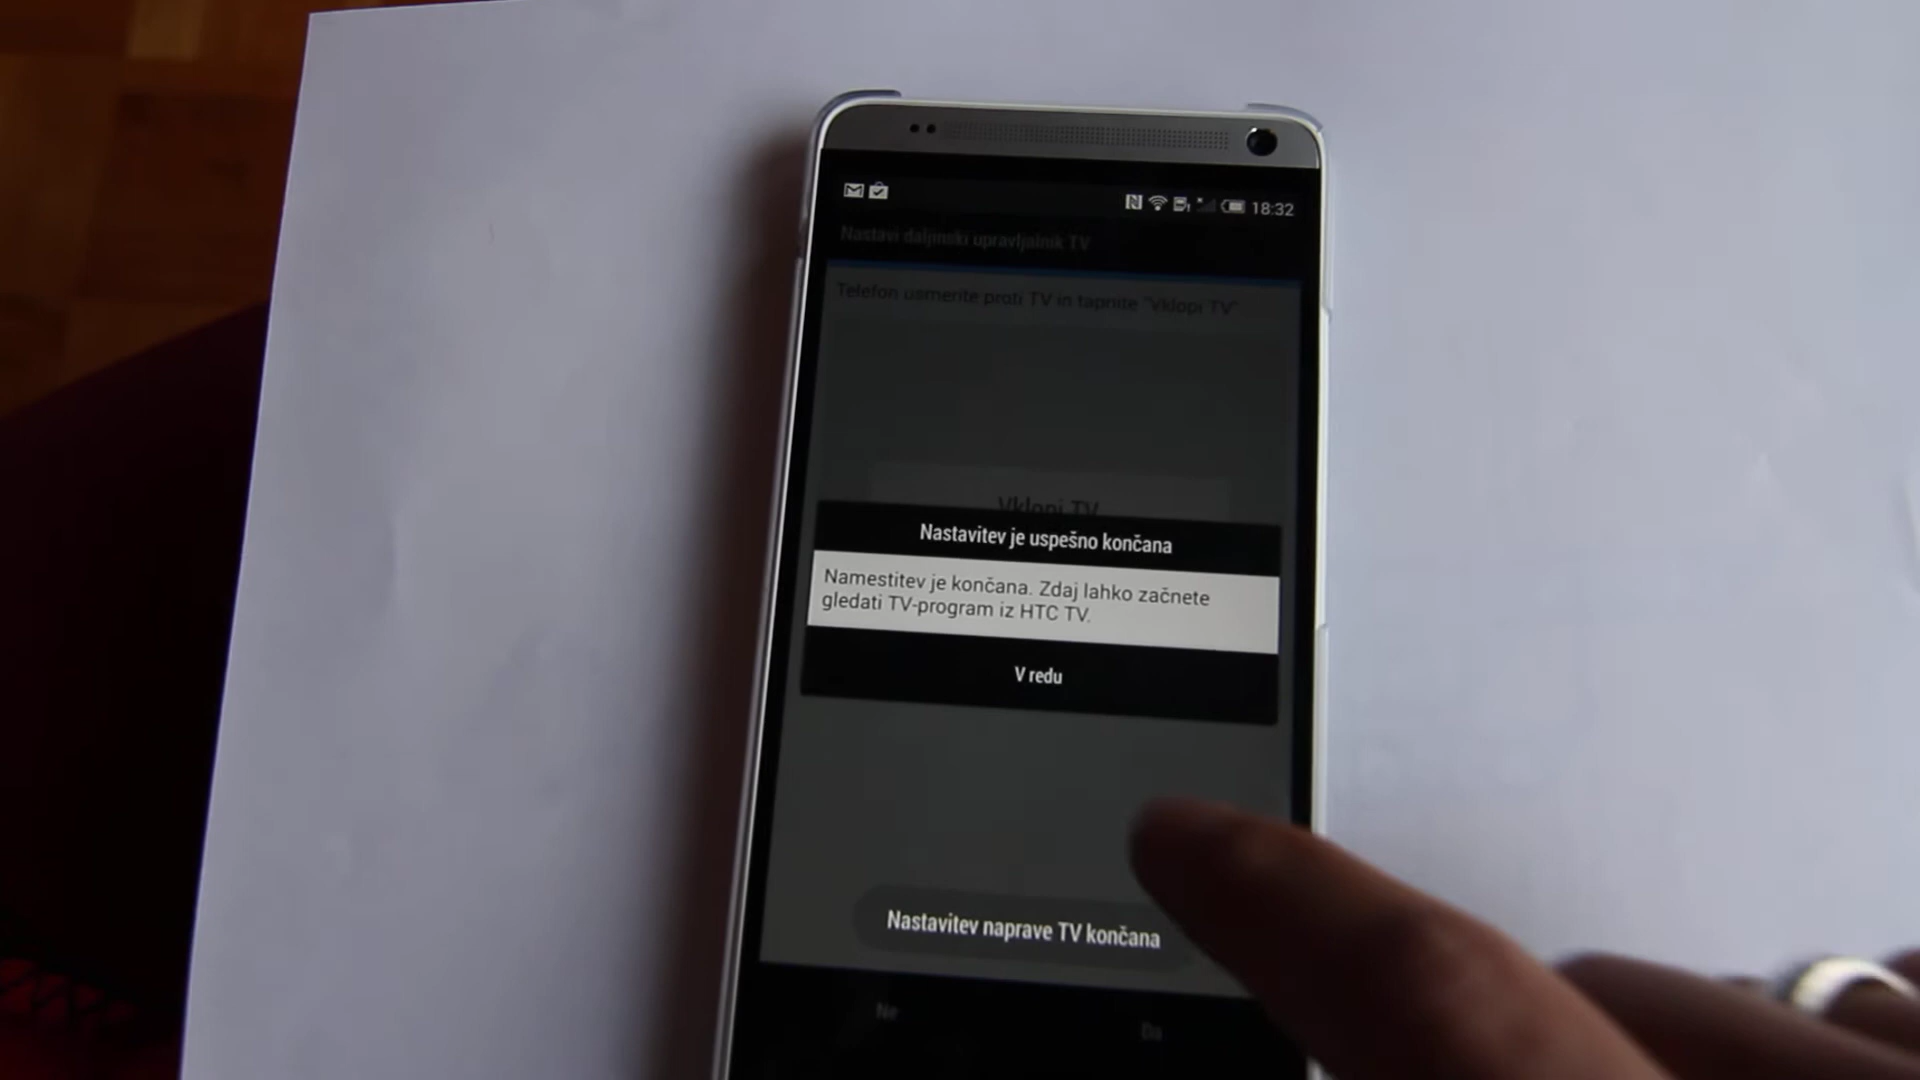 18:32
Nastavi daljinski upravljalnik TV
Telefon usmerite proti TV in tapnite "Vklopi TV"
Vklopi TV
Nastavitev je uspešno končana
Namestitev je končana. Zdaj lahko začnete
gledati TV-program iz HTC TV.
V redu
Nastavitev naprave TV končana
Ne
Da